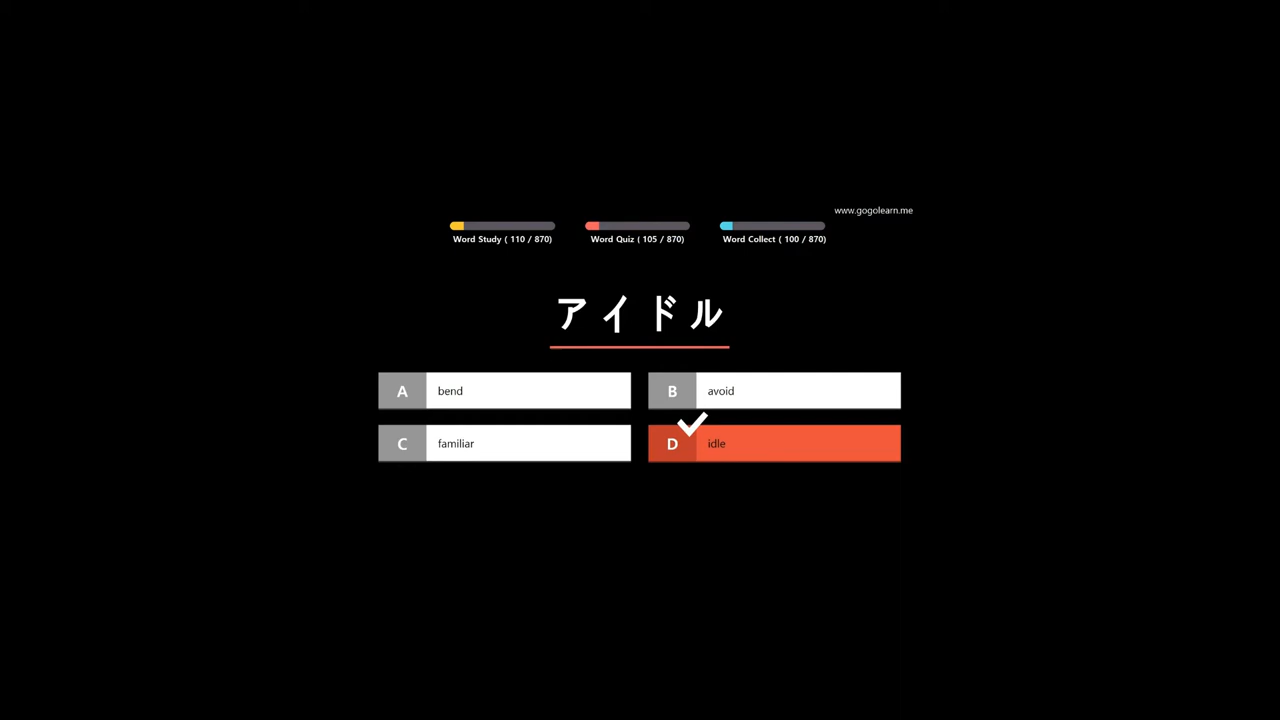 www.gogolearn.me
Word Study ( 110 / 870)
Word Quiz ( 105 / 870)
Word Collect ( 100 / 870)
アイドル
A bend
B avoid
C familiar
D idle